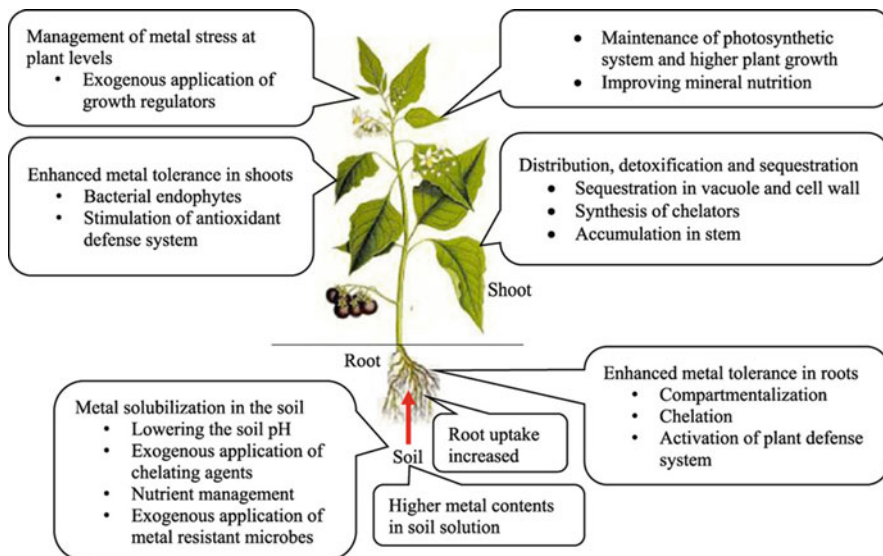 Management of metal stress at
plant levels
• Exogenous application of
growth regulators
• Maintenance of photosynthetic
system and higher plant growth
• Improving mineral nutrition
Enhanced metal tolerance in shoots
• Bacterial endophytes
• Stimulation of antioxidant
defense system
Distribution, detoxification and sequestration
• Sequestration in vacuole and cell wall
• Synthesis of chelators
• Accumulation in stem
Shoot
Root
Enhanced metal tolerance in roots
• Compartmentalization
• Chelation
• Activation of plant defense
system
Metal solubilization in the soil
• Lowering the soil pH
• Exogenous application of
chelating agents
• Nutrient management
• Exogenous application of
metal resistant microbes
Root uptake
increased
Soil
Higher metal contents
in soil solution